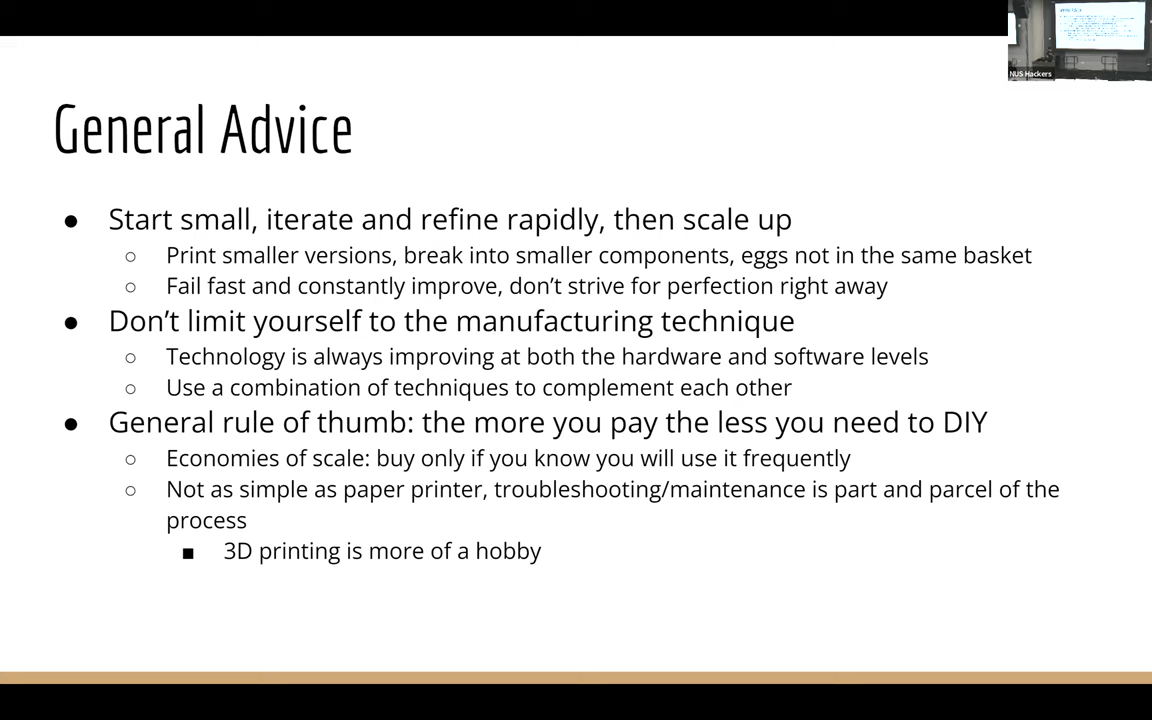 NUS Hackers
General Advice
● Start small, iterate and refine rapidly, then scale up
○ Print smaller versions, break into smaller components, eggs not in the same basket
○ Fail fast and constantly improve, don’t strive for perfection right away
● Don’t limit yourself to the manufacturing technique
○ Technology is always improving at both the hardware and software levels
○ Use a combination of techniques to complement each other
● General rule of thumb: the more you pay the less you need to DIY
○ Economies of scale: buy only if you know you will use it frequently
○ Not as simple as paper printer, troubleshooting/maintenance is part and parcel of the
process
■ 3D printing is more of a hobby